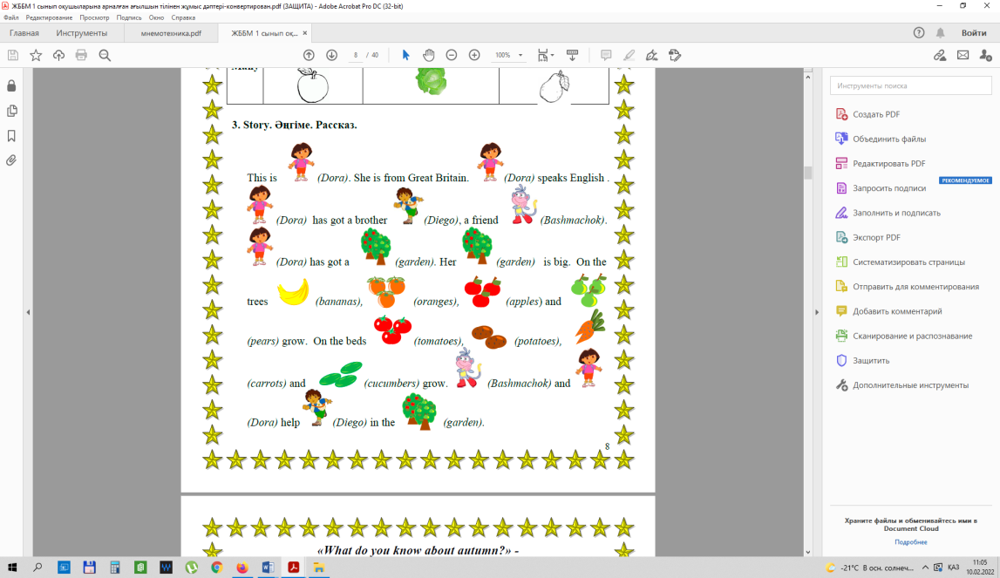 ЖББМ 1 сынып оқушыларына арналған ағылшын тілінен жұмыс дәптері-конвертирован.pdf (ЗАЩИТА) - Adobe Acrobat Pro DC (32-bit)
Файл Редактирование Просмотр Подпись Окно Справка
Главная Инструменты мнемотехника.pdf ЖББМ 1 сынып оқ... × Войти
8 / 40 100%
Many
3. Story. Әңгіме. Рассказ.
This is (Dora). She is from Great Britain. (Dora) speaks English .
(Dora) has got a brother (Diego), a friend (Bashmachok).
(Dora) has got a (garden). Her (garden) is big. On the
trees (bananas), (oranges), (apples) and
(pears) grow. On the beds (tomatoes), (potatoes),
(carrots) and (cucumbers) grow. (Bashmachok) and
(Dora) help (Diego) in the (garden).
8
«What do you know about autumn?» -
Инструменты поиска
Создать PDF
Объединить файлы
Редактировать PDF
РЕКОМЕНДУЕМОЕ
Запросить подписи
Заполнить и подписать
Экспорт PDF
Систематизировать страницы
Отправить для комментирования
Добавить комментарий
Сканирование и распознавание
Защитить
Дополнительные инструменты
Храните файлы и обменивайтесь ими в
Document Cloud
Подробнее
-21°C В осн. солнеч... ҚАЗ 11:05
10.02.2022